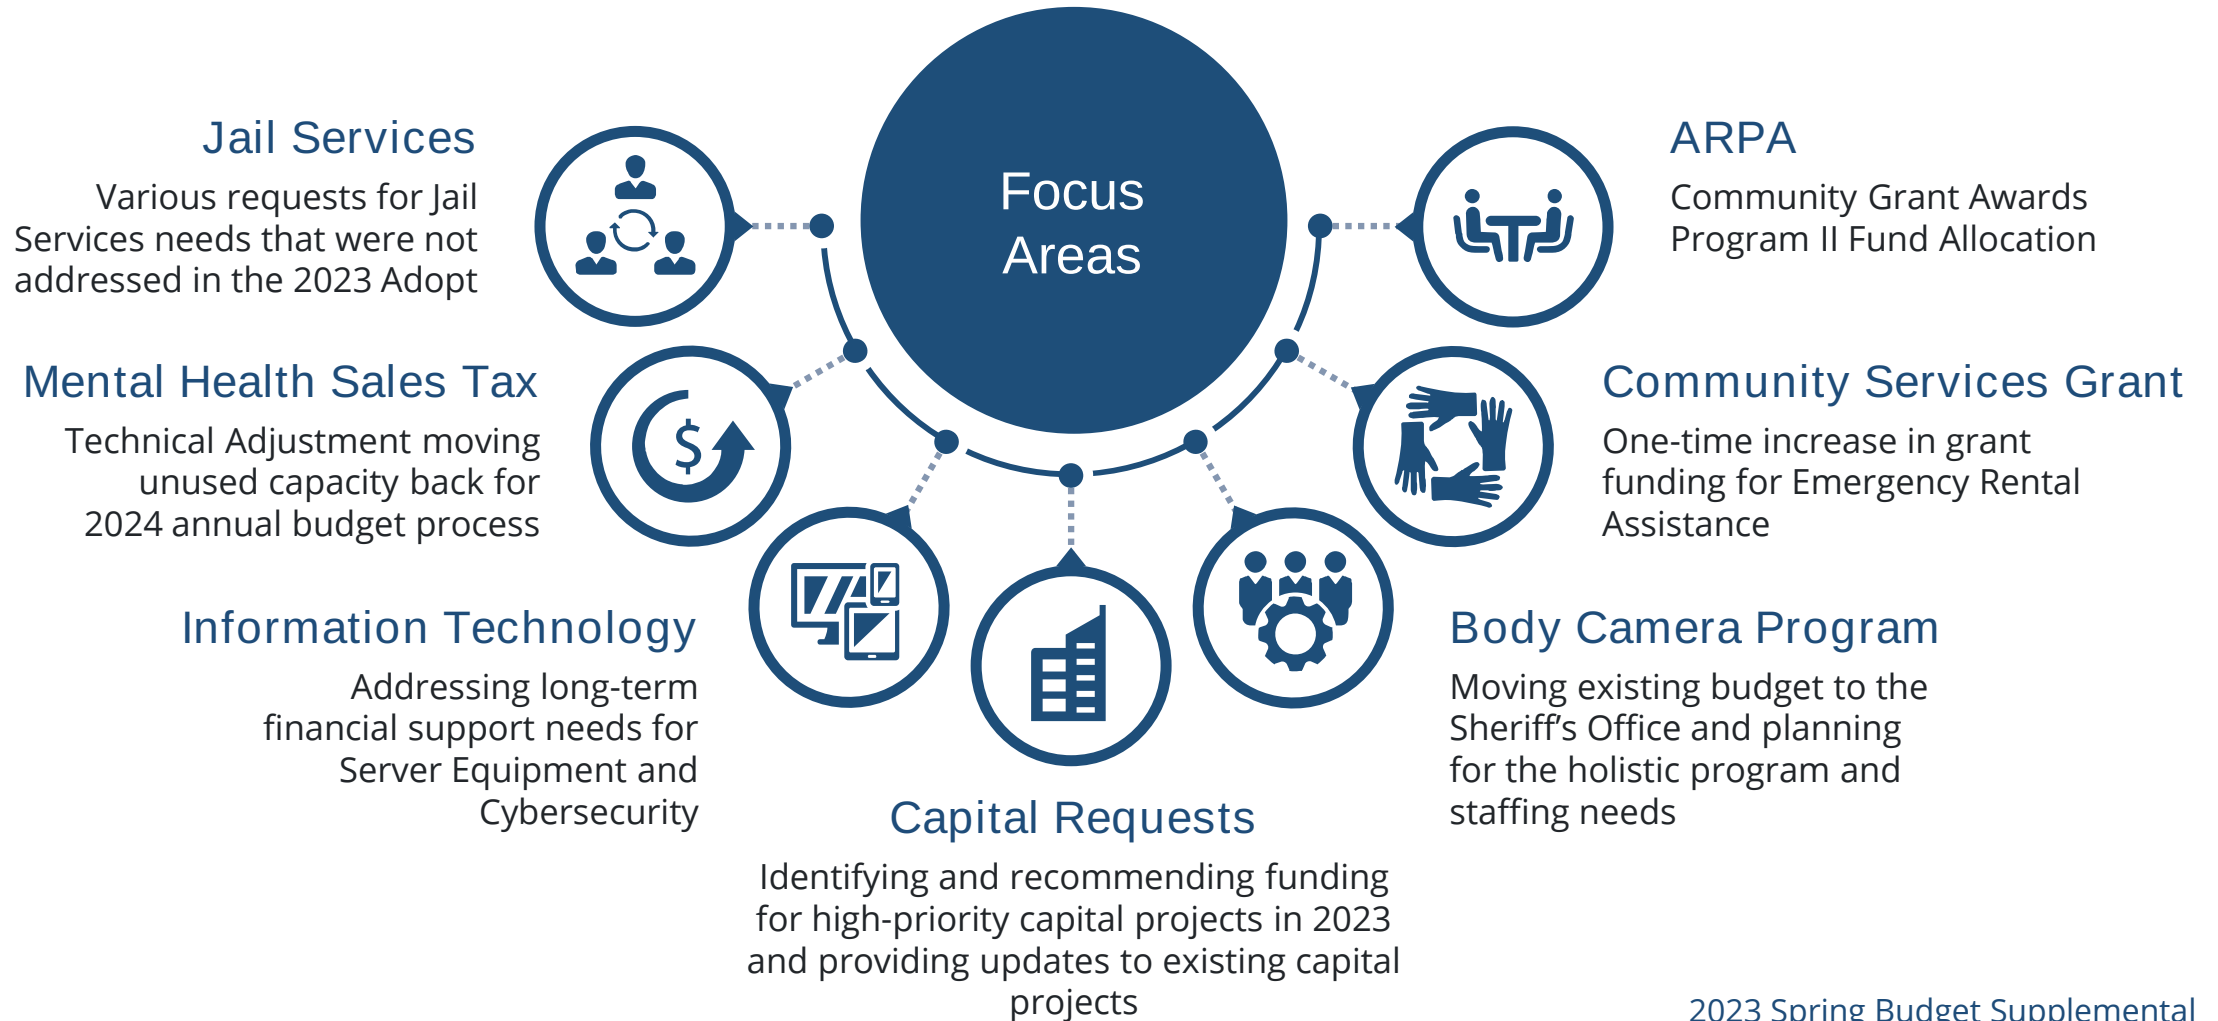 Focus
Areas
Jail Services
Various requests for Jail
Services needs that were not
addressed in the 2023 Adopt
Mental Health Sales Tax
Technical Adjustment moving
unused capacity back for
2024 annual budget process
Information Technology
Addressing long-term
financial support needs for
Server Equipment and
Cybersecurity
Capital Requests
Identifying and recommending funding
for high-priority capital projects in 2023
and providing updates to existing capital
projects
Body Camera Program
Moving existing budget to the
Sheriff’s Office and planning
for the holistic program and
staffing needs
Community Services Grant
One-time increase in grant
funding for Emergency Rental
Assistance
ARPA
Community Grant Awards
Program II Fund Allocation
$
2023 Spring Budget Supplemental